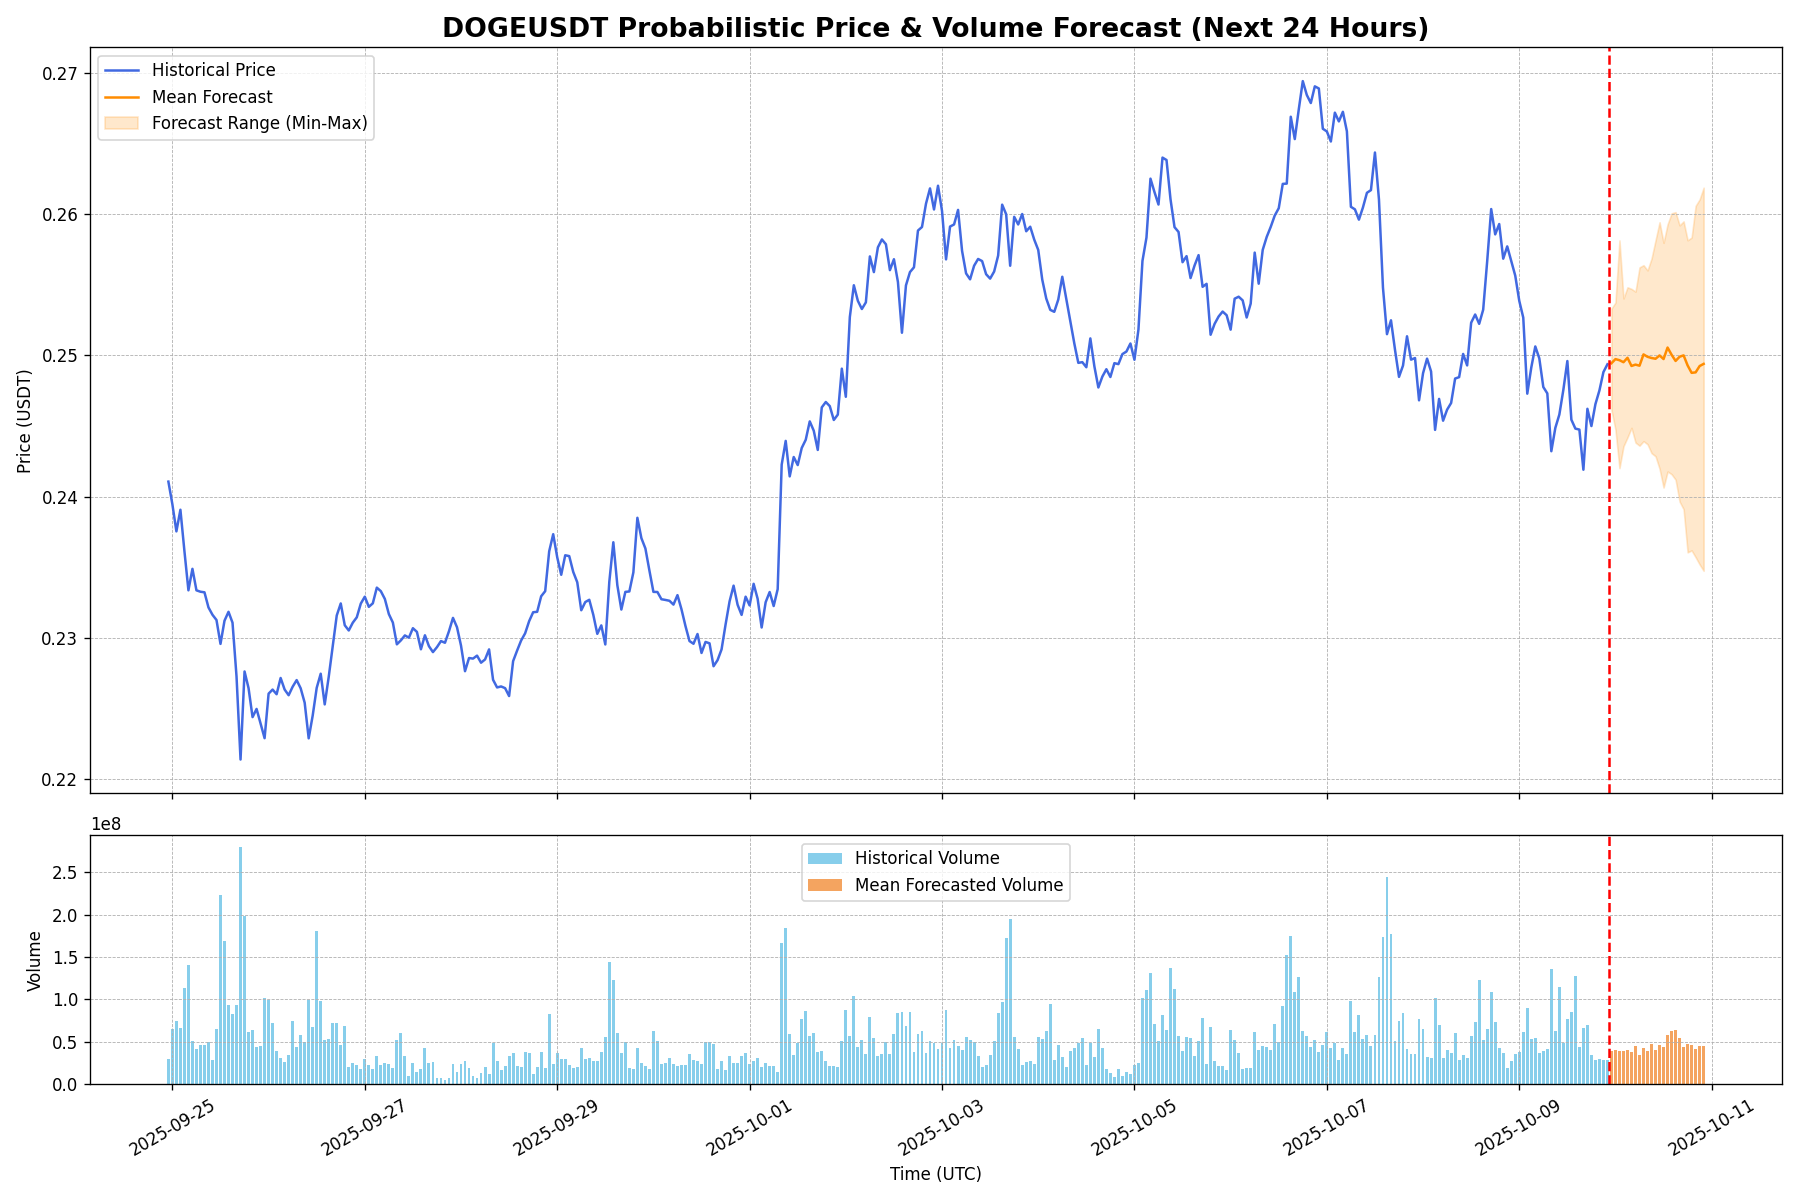 DOGEUSDT Probabilistic Price & Volume Forecast (Next 24 Hours)
Historical Price
Mean Forecast
Forecast Range (Min-Max)
Price (USDT)
0.27
0.26
0.25
0.24
0.23
0.22
1e8
Historical Volume
Mean Forecasted Volume
Volume
2.5
2.0
1.5
1.0
0.5
0.0
2025-09-25
2025-09-27
2025-09-29
2025-10-01
2025-10-03
2025-10-05
2025-10-07
2025-10-09
2025-10-11
Time (UTC)